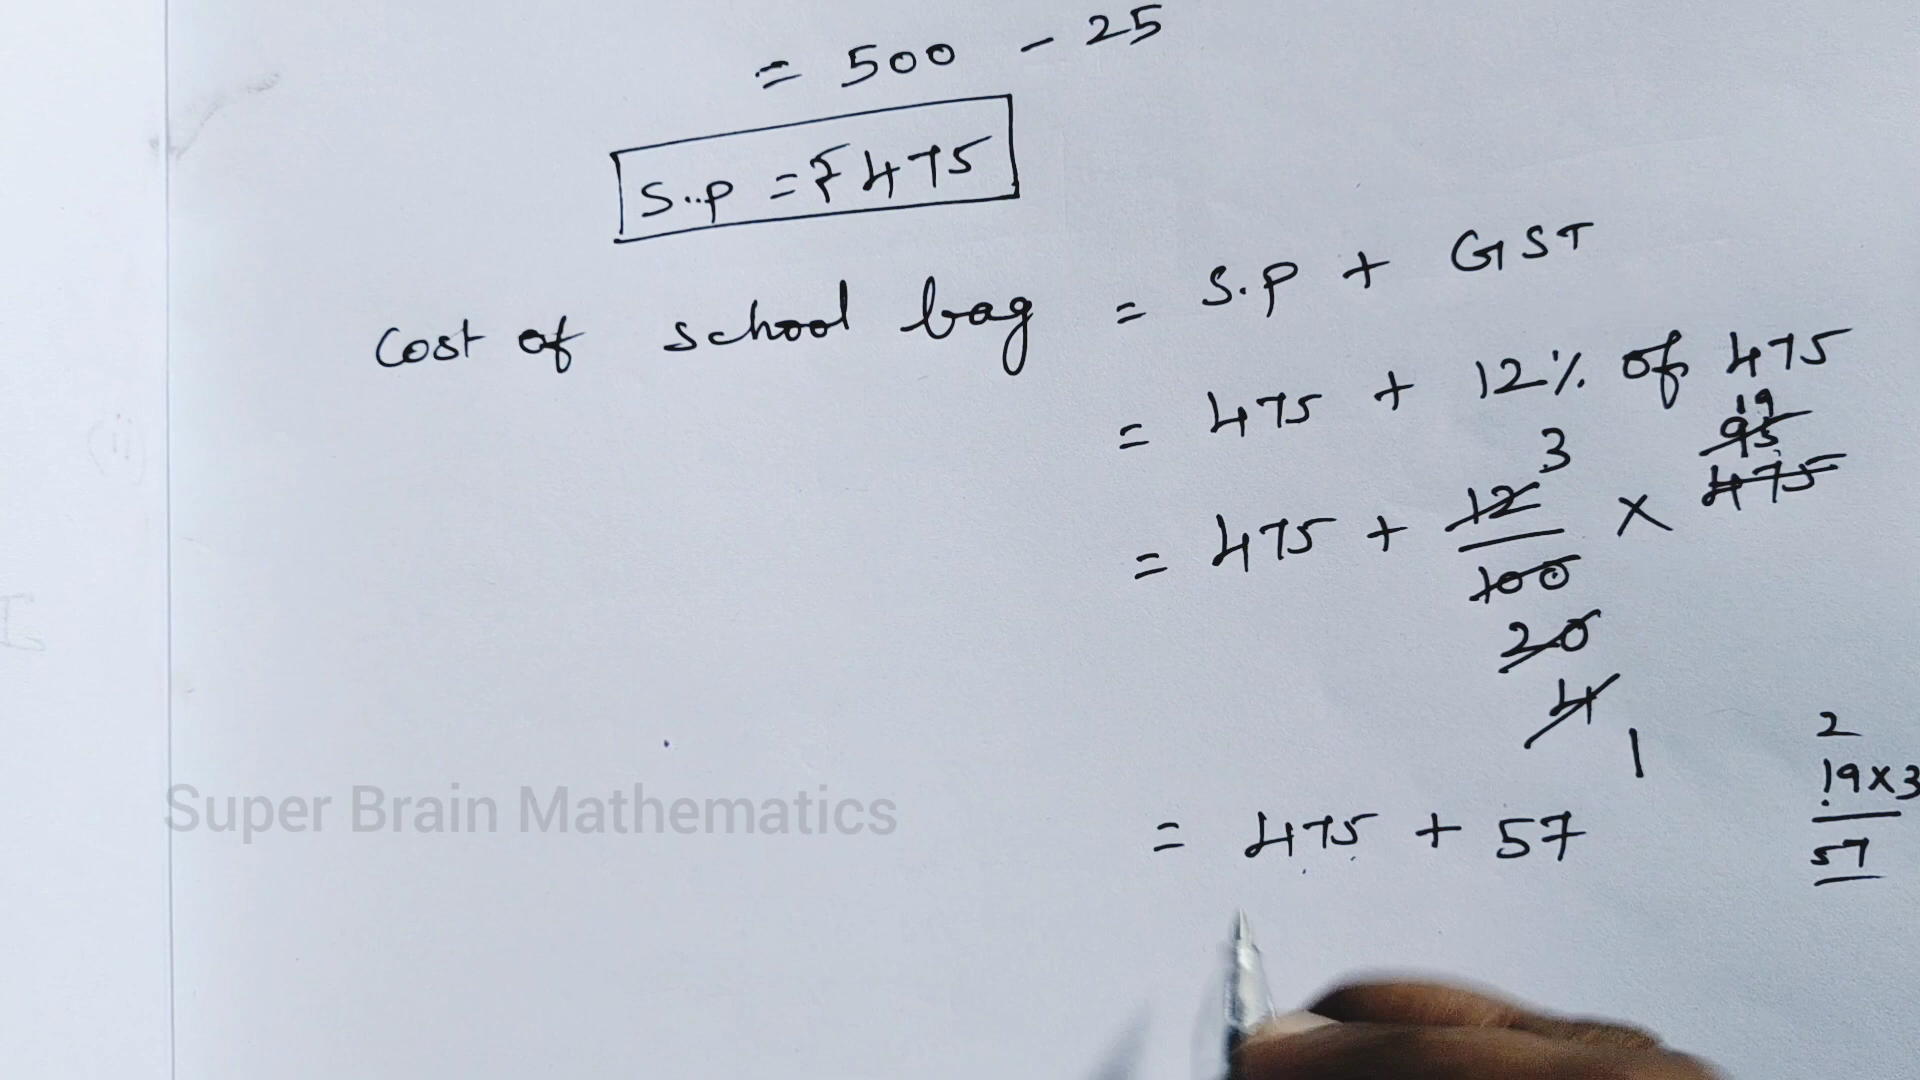 = 500 - 25
S.P = ₹475
Cost of school bag = S.P + GST
= 475 + 12% of 475
= 475 + 12/100 × 475
3
19
95
20
4
1
= 475 + 57
2
19×3
57
Super Brain Mathematics